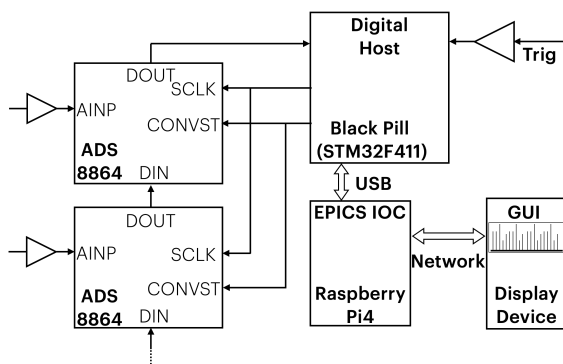 DOUT
SCLK
AINP
CONVST
ADS
8864
DIN
DOUT
AINP
SCLK
ADS
8864
CONVST
DIN
Digital
Host
Trig
Black Pill
(STM32F411)
USB
EPICS IOC
Raspberry
Pi4
Network
GUI
Display
Device